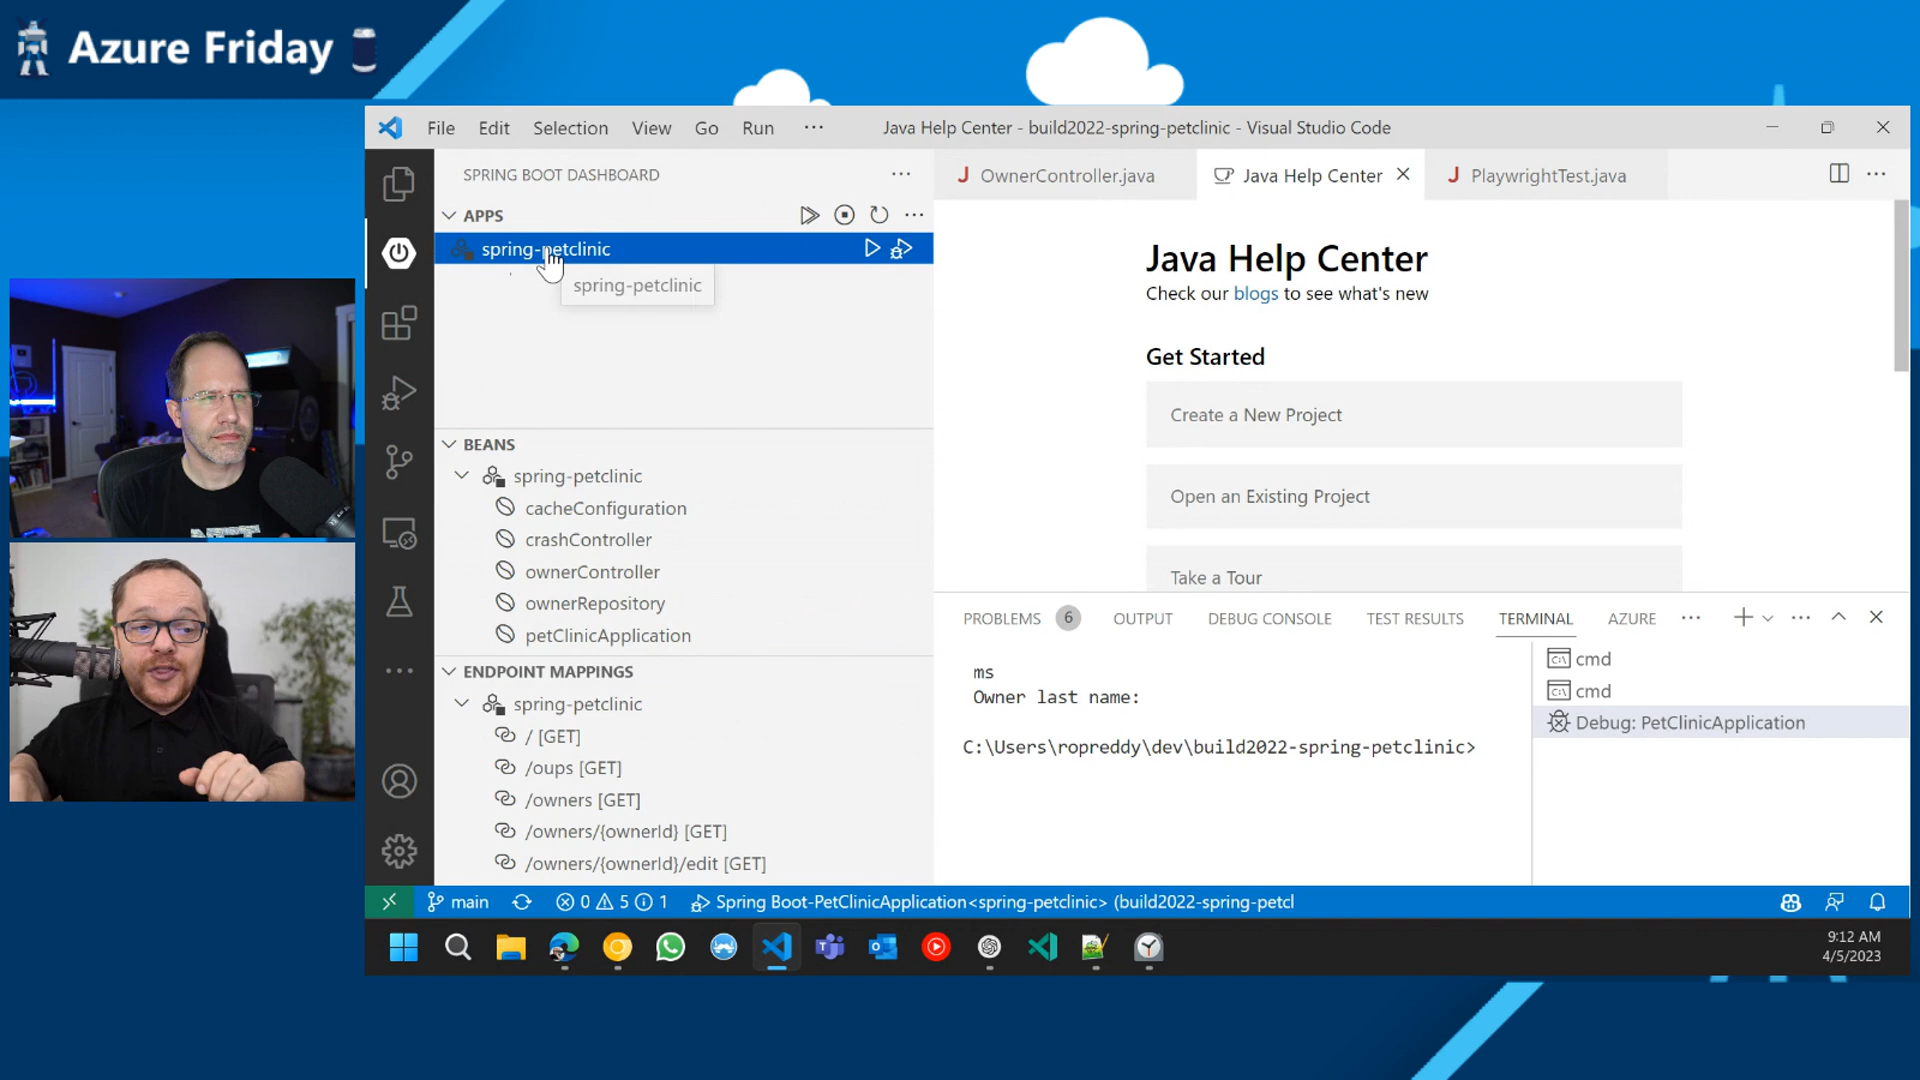 Azure Friday
File Edit Selection View Go Run ··· Java Help Center - build2022-spring-petclinic - Visual Studio Code
SPRING BOOT DASHBOARD
APPS
spring-petclinic
spring-petclinic
BEANS
spring-petclinic
cacheConfiguration
crashController
ownerController
ownerRepository
petClinicApplication
ENDPOINT MAPPINGS
spring-petclinic
/ [GET]
/oups [GET]
/owners [GET]
/owners/{ownerId} [GET]
/owners/{ownerId}/edit [GET]
OwnerController.java Java Help Center PlaywrightTest.java
Java Help Center
Check our blogs to see what's new
Get Started
Create a New Project
Open an Existing Project
Take a Tour
PROBLEMS 6 OUTPUT DEBUG CONSOLE TEST RESULTS TERMINAL AZURE
ms
Owner last name:
C:\Users\ropreddy\dev\build2022-spring-petclinic>
cmd
cmd
Debug: PetClinicApplication
main 0 5 1 Spring Boot-PetClinicApplication<spring-petclinic> (build2022-spring-petcl
9:12 AM
4/5/2023